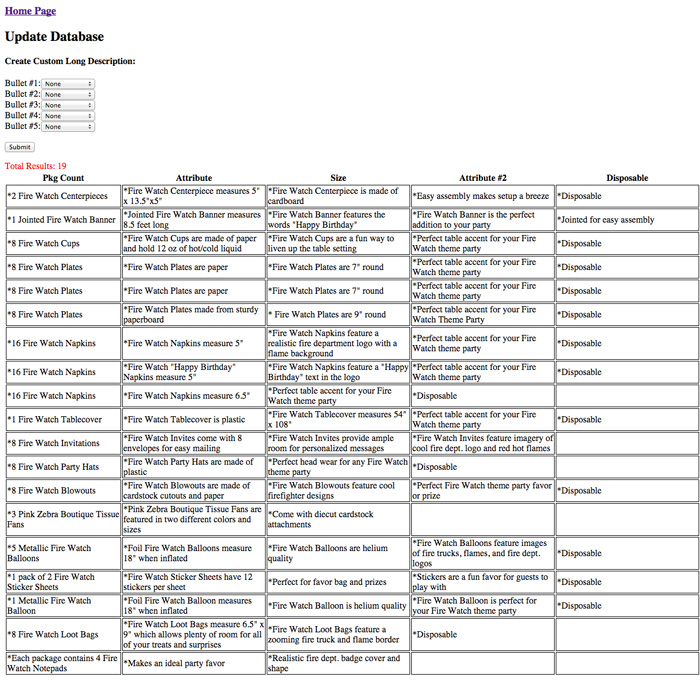 Home Page
Update Database
Create Custom Long Description:
Bullet #1: None
Bullet #2: None
Bullet #3: None
Bullet #4: None
Bullet #5: None
Submit
Total Results: 19
Pkg Count Attribute Size Attribute #2 Disposable
*2 Fire Watch Centerpieces
*Fire Watch Centerpiece measures 5"
x 13.5"x5"
*Fire Watch Centerpiece is made of
cardboard
*Easy assembly makes setup a breeze
*Disposable
*1 Jointed Fire Watch Banner
*Jointed Fire Watch Banner measures
8.5 feet long
*Fire Watch Banner features the
words "Happy Birthday"
*Fire Watch Banner is the perfect
addition to your party
*Jointed for easy assembly
*8 Fire Watch Cups
*Fire Watch Cups are made of paper
and hold 12 oz of hot/cold liquid
*Fire Watch Cups are a fun way to
liven up the table setting
*Perfect table accent for your Fire
Watch theme party
*Disposable
*8 Fire Watch Plates
*Fire Watch Plates are paper
*Fire Watch Plates are 7" round
*Perfect table accent for your Fire
Watch theme party
*Disposable
*8 Fire Watch Plates
*Fire Watch Plates are paper
*Fire Watch Plates are 7" round
*Perfect table accent for your Fire
Watch theme party
*Disposable
*8 Fire Watch Plates
*Fire Watch Plates made from sturdy
paperboard
* Fire Watch Plates are 9" round
*Perfect table accent for your Fire
Watch Theme Party
*Disposable
*16 Fire Watch Napkins
*Fire Watch Napkins measure 5"
*Fire Watch Napkins feature a
realistic fire department logo with a
flame background
*Perfect table accent for your Fire
Watch theme party
*Disposable
*16 Fire Watch Napkins
*Fire Watch "Happy Birthday"
Napkins measure 5"
*Fire Watch Napkins feature a "Happy
Birthday" text in the logo
*Perfect table accent for your Fire
Watch theme party
*Disposable
*16 Fire Watch Napkins
*Fire Watch Napkins measure 6.5"
*Perfect table accent for your Fire
Watch theme party
*Disposable
*1 Fire Watch Tablecover
*Fire Watch Tablecover is plastic
*Fire Watch Tablecover measures 54"
x 108"
*Perfect table accent for your Fire
Watch theme party
*Disposable
*8 Fire Watch Invitations
*Fire Watch Invites come with 8
envelopes for easy mailing
*Fire Watch Invites provide ample
room for personalized messages
*Fire Watch Invites feature imagery of
cool fire dept. logo and red hot flames
*8 Fire Watch Party Hats
*Fire Watch Party Hats are made of
plastic
*Perfect head wear for any Fire Watch
theme party
*Disposable
*8 Fire Watch Blowouts
*Fire Watch Blowouts are made of
cardstock cutouts and paper
*Fire Watch Blowouts feature cool
firefighter designs
*Perfect Fire Watch theme party favor
or prize
*Disposable
*3 Pink Zebra Boutique Tissue
Fans
*Pink Zebra Boutique Tissue Fans are
featured in two different colors and
sizes
*Come with diecut cardstock
attachments
*5 Metallic Fire Watch
Balloons
*Foil Fire Watch Balloons measure
18" when inflated
*Fire Watch Balloons are helium
quality
*Fire Watch Balloons feature images
of fire trucks, flames, and fire dept.
logos
*Disposable
*1 pack of 2 Fire Watch
Sticker Sheets
*Fire Watch Sticker Sheets have 12
stickers per sheet
*Perfect for favor bag and prizes
*Stickers are a fun favor for guests to
play with
*Disposable
*1 Metallic Fire Watch
Balloon
*Foil Fire Watch Balloon measures
18" when inflated
*Fire Watch Balloon is helium quality
*Fire Watch Balloon is perfect for
your Fire Watch theme party
*Disposable
*8 Fire Watch Loot Bags
*Fire Watch Loot Bags measure 6.5" x
9" which allows plenty of room for all
of your treats and surprises
*Fire Watch Loot Bags feature a
zooming fire truck and flame border
*Disposable
*Each package contains 4 Fire
Watch Notepads
*Makes an ideal party favor
*Realistic fire dept. badge cover and
shape